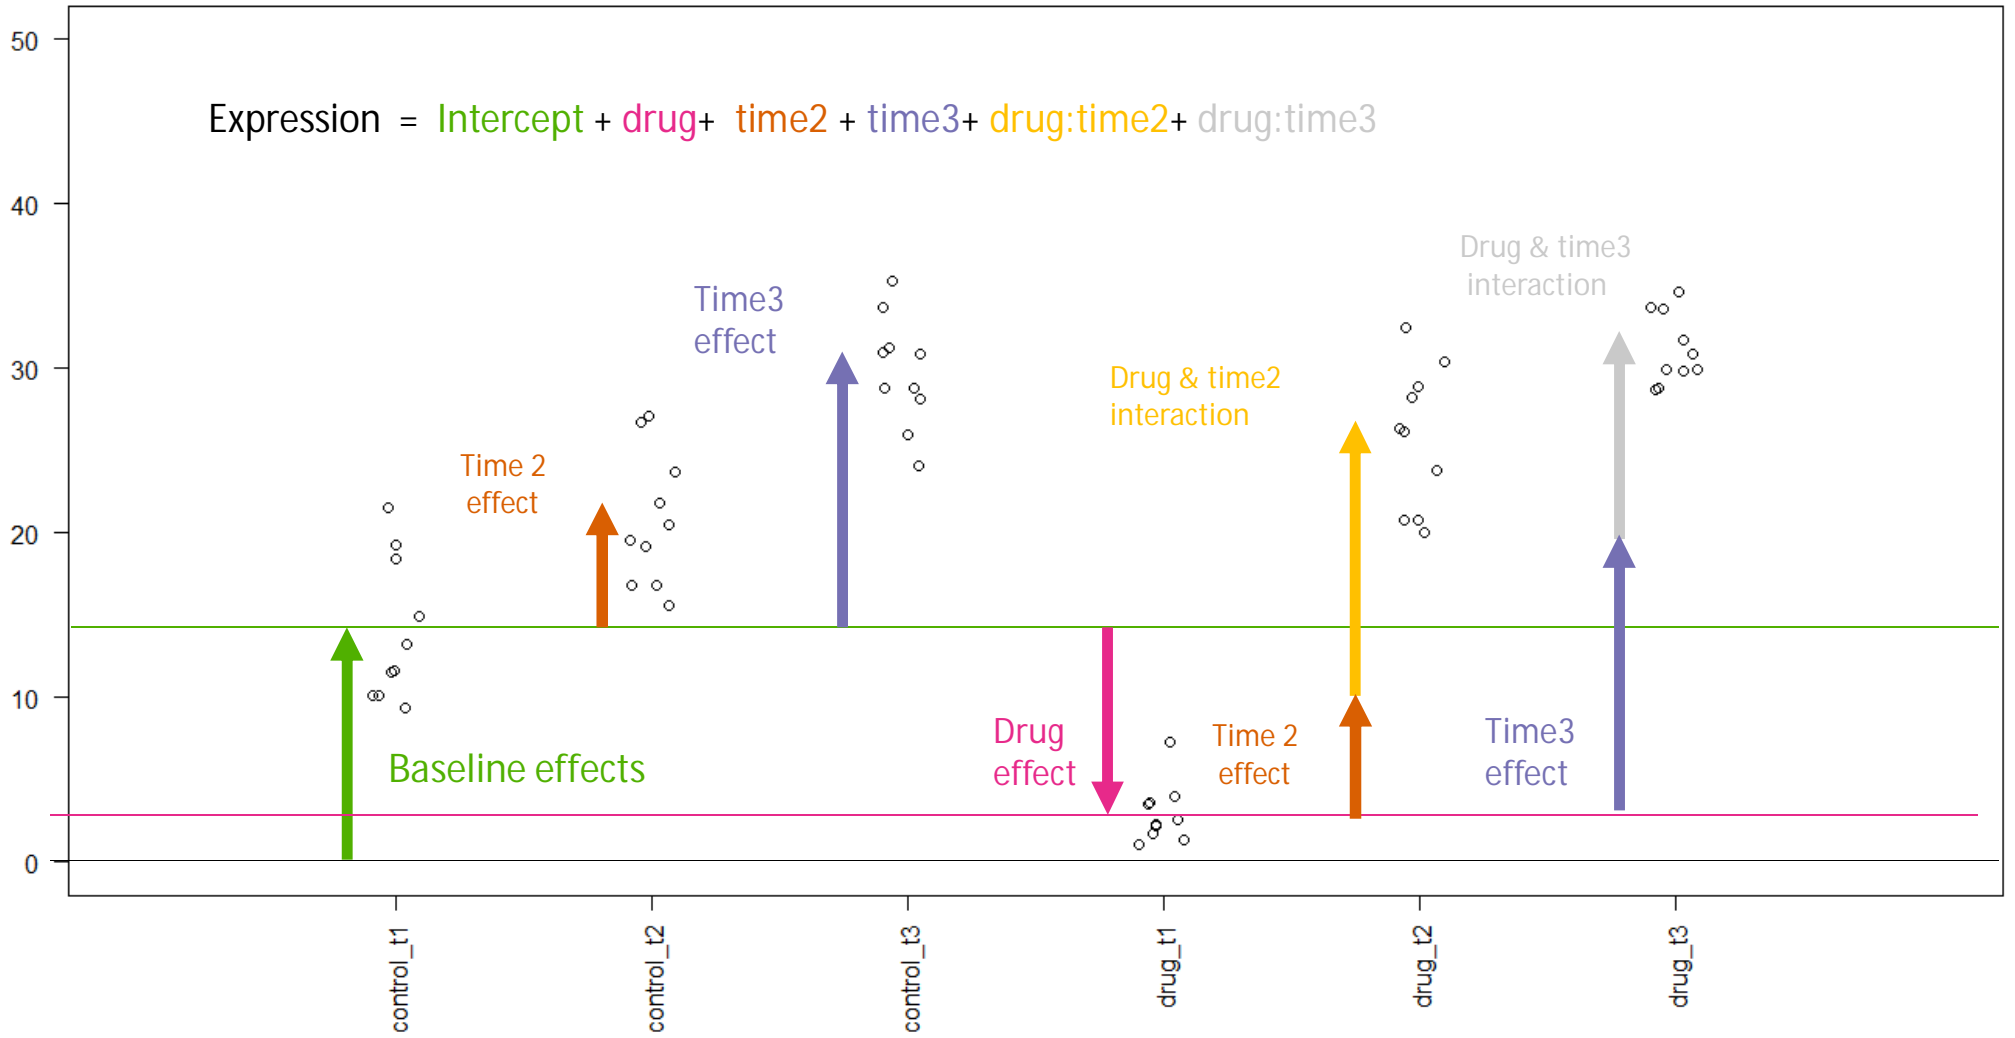 50
Expression = Intercept + drug+ time2 + time3+ drug:time2+ drug:time3
40
Drug & time3
interaction
Time3
effect
30
Drug & time2
interaction
Time 2
effect
20
10
Drug
effect
Time 2
effect
Time3
effect
Baseline effects
0
control_t1
control_t2
control_t3
drug_t1
drug_t2
drug_t3